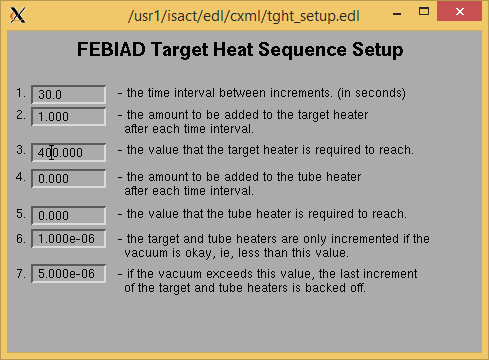 /usr1/isact/edl/cxml/tght_setup.edl
FEBIAD Target Heat Sequence Setup
1. 30.0 - the time interval between increments. (in seconds)
2. 1.000 - the amount to be added to the target heater
after each time interval.
3. 400.000 - the value that the target heater is required to reach.
4. 0.000 - the amount to be added to the tube heater
after each time interval.
5. 0.000 - the value that the tube heater is required to reach.
6. 1.000e-06 - the target and tube heaters are only incremented if the
vacuum is okay, ie, less than this value.
7. 5.000e-06 - if the vacuum exceeds this value, the last increment
of the target and tube heaters is backed off.